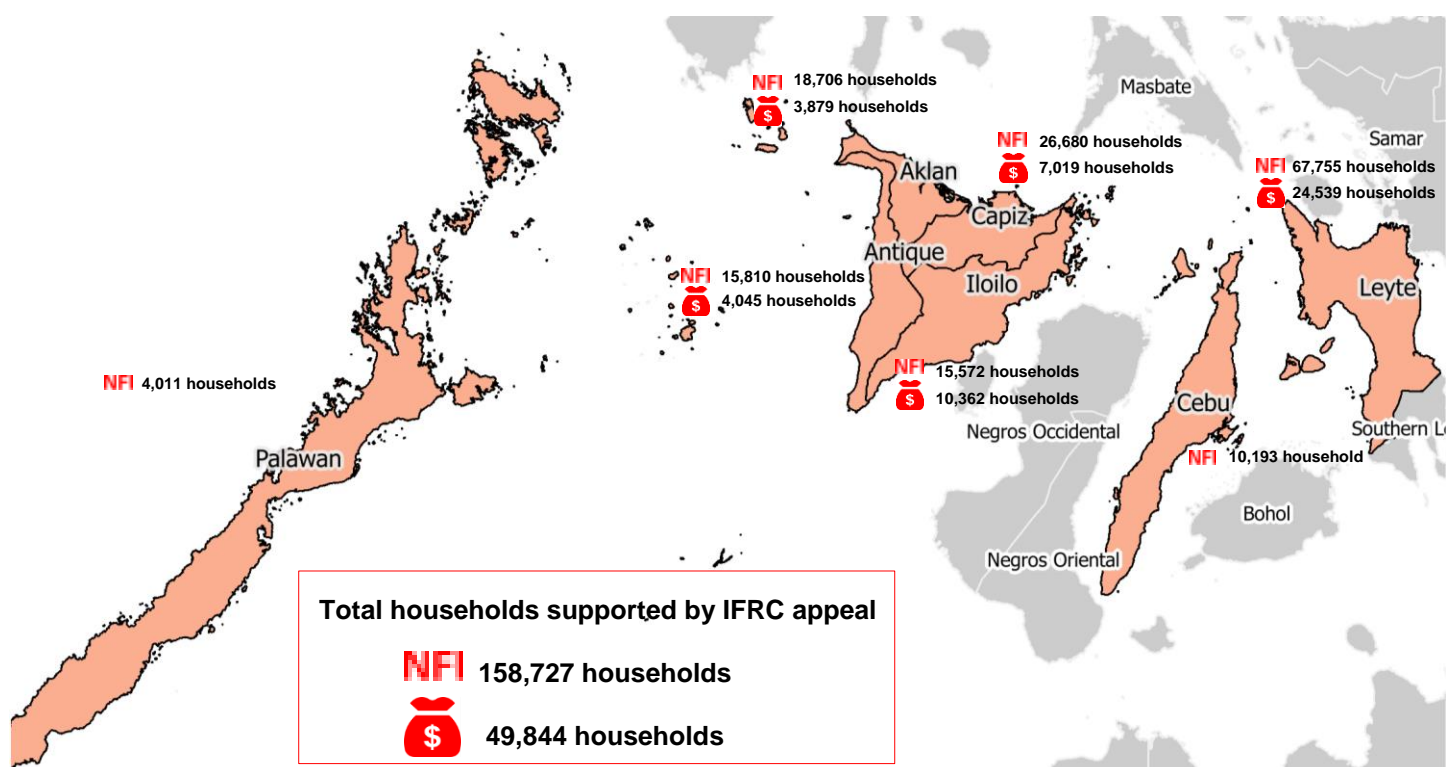 NFI 18,706 households
$ 3,879 households
Masbate
Samar
NFI 26,680 households
$ 7,019 households
NFI 67,755 households
$ 24,539 households
Aklan
Capiz
Antique
Iloilo
Leyte
NFI 15,810 households
$ 4,045 households
NFI 4,011 households
NFI 15,572 households
$ 10,362 households
Cebu
Negros Occidental
Southern Le
Palawan
NFI 10,193 household
Bohol
Negros Oriental
Total households supported by IFRC appeal
NFI 158,727 households
$ 49,844 households